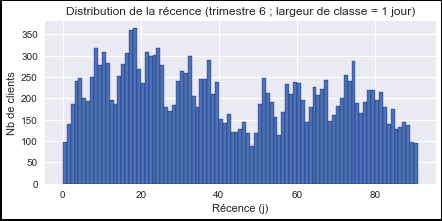 Distribution de la récence (trimestre 6 ; largeur de classe = 1 jour)
350
300
250
200
150
100
50
0
Nb de clients
0 20 40 60 80
Récence (j)